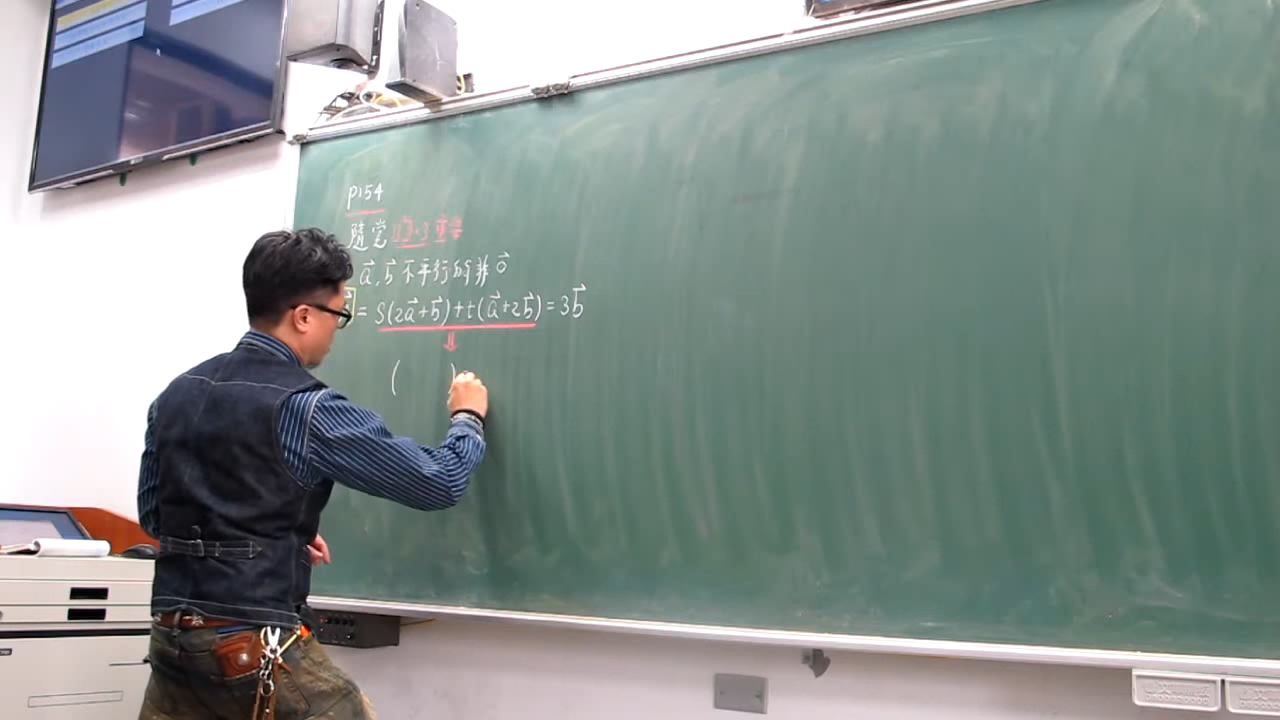 P154
隨堂
a⃗, b⃗ 不平行的非 0⃗
= S(2a⃗+b⃗)+t(a⃗+2b⃗) = 3b⃗
⇓
( )